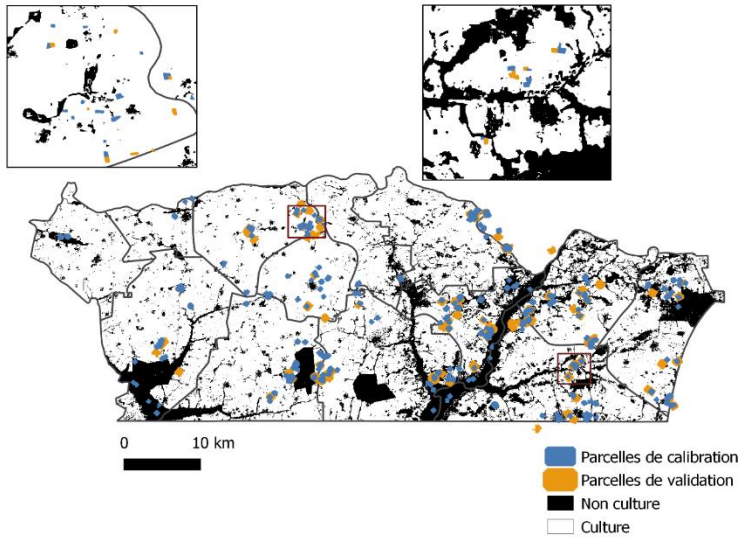 0 10 km
Parcelles de calibration
Parcelles de validation
Non culture
Culture